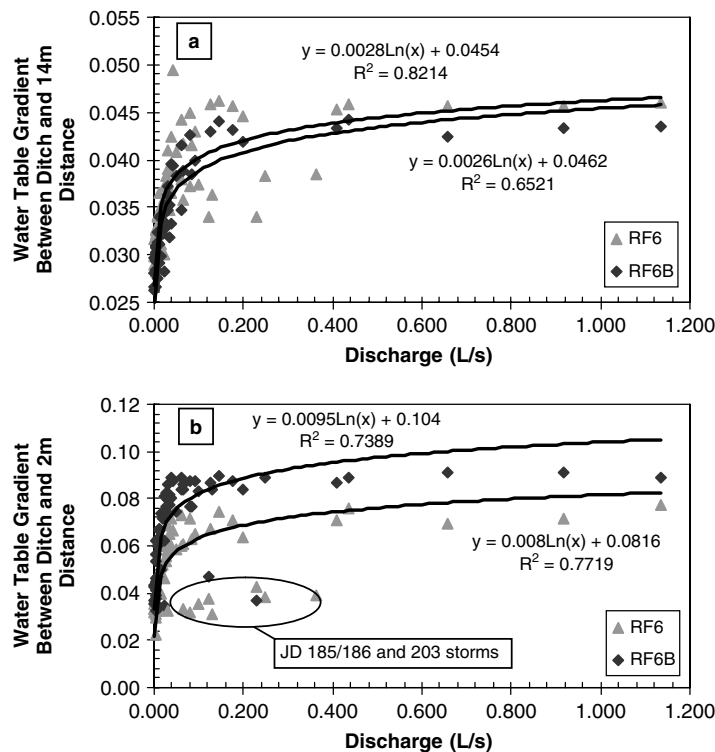 a
y = 0.0028Ln(x) + 0.0454
R² = 0.8214
y = 0.0026Ln(x) + 0.0462
R² = 0.6521
Water Table Gradient
Between Ditch and 14m
Distance
0.055
0.050
0.045
0.040
0.035
0.030
0.025
RF6
RF6B
0.000 0.200 0.400 0.600 0.800 1.000 1.200
Discharge (L/s)
b
y = 0.0095Ln(x) + 0.104
R² = 0.7389
y = 0.008Ln(x) + 0.0816
R² = 0.7719
Water Table Gradient
Between Ditch and 2m
Distance
0.12
0.10
0.08
0.06
0.04
0.02
0.00
JD 185/186 and 203 storms
RF6
RF6B
0.000 0.200 0.400 0.600 0.800 1.000 1.200
Discharge (L/s)